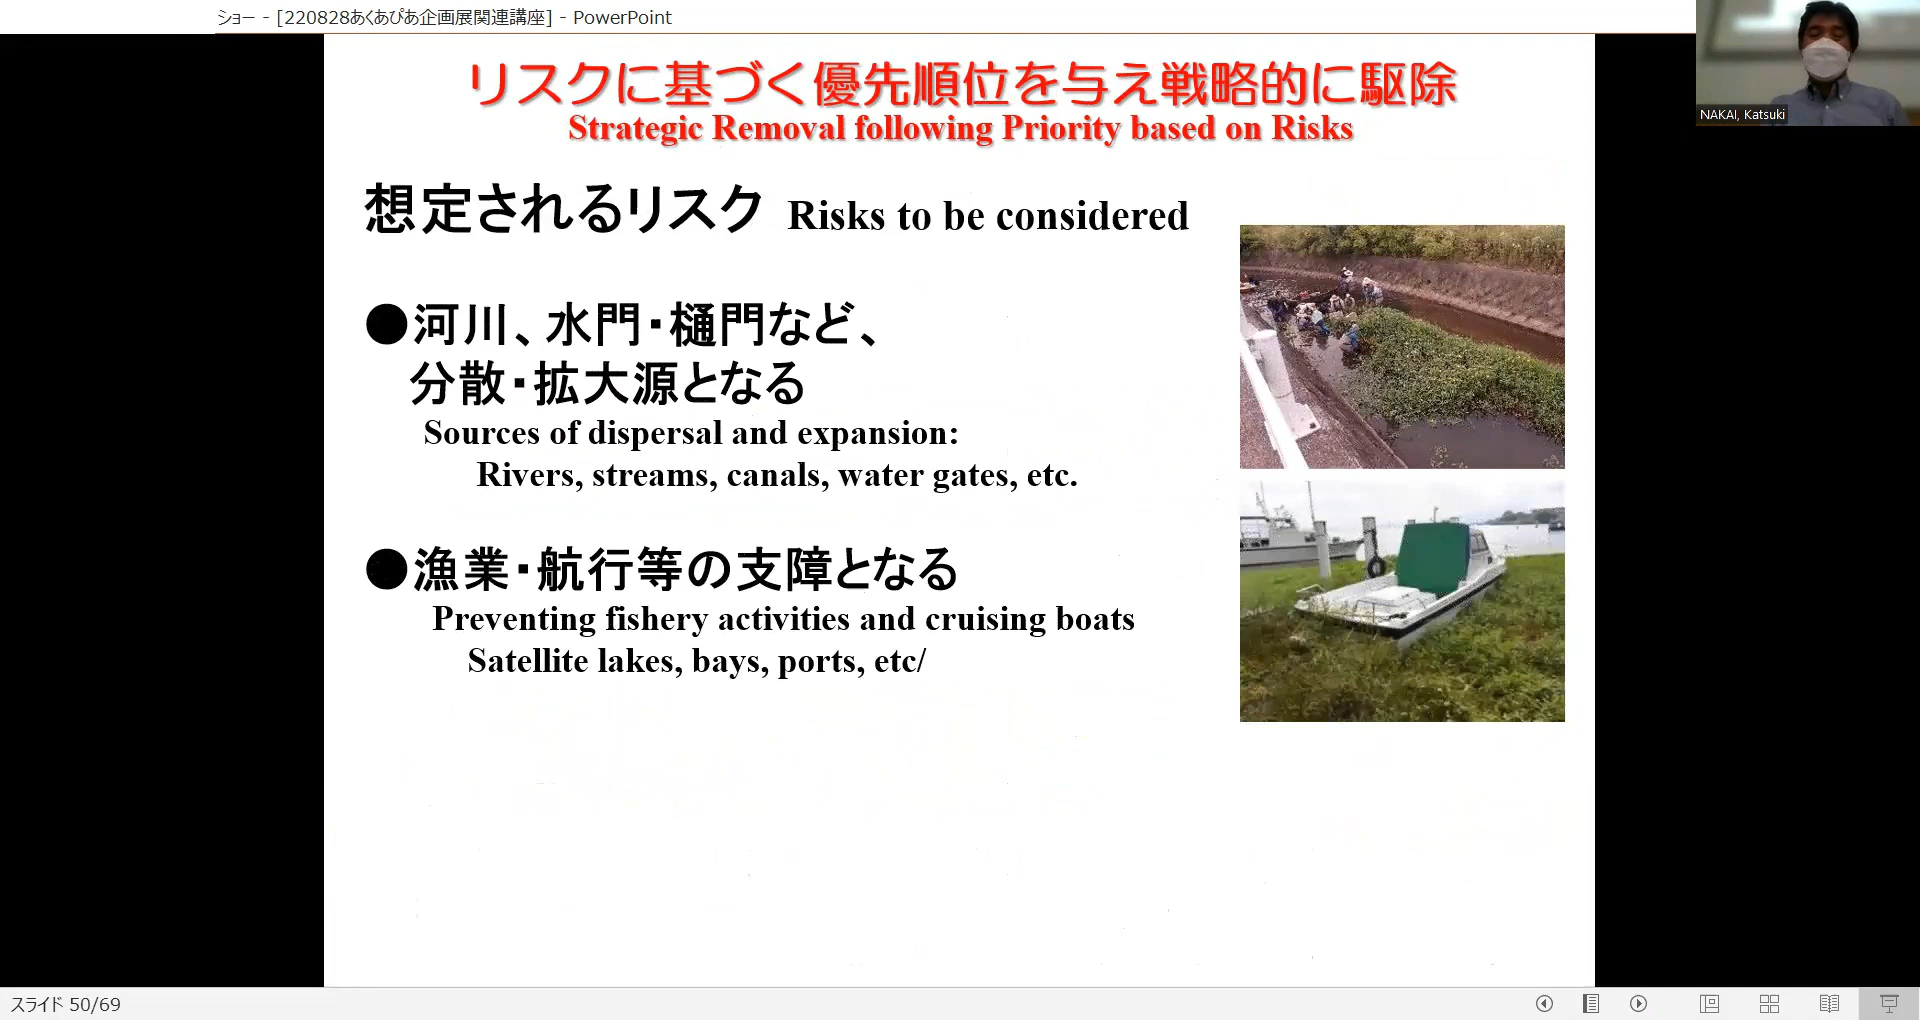 ショー - [220828あくあぴあ企画展関連講座] - PowerPoint
NAKAI, Katsuki
リスクに基づく優先順位を与え戦略的に駆除
Strategic Removal following Priority based on Risks
想定されるリスク Risks to be considered
●河川、水門・樋門など、
分散・拡大源となる
Sources of dispersal and expansion:
Rivers, streams, canals, water gates, etc.
●漁業・航行等の支障となる
Preventing fishery activities and cruising boats
Satellite lakes, bays, ports, etc/
スライド 50/69